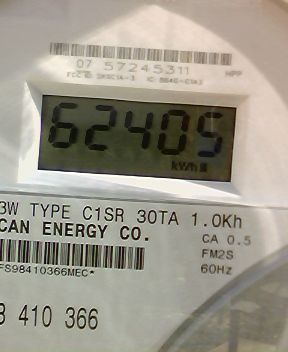 07 57245311 HPP
62405
kWh
3W TYPE C1SR 30TA 1.0Kh
CAN ENERGY CO.
CA 0.5
FM2S
60Hz
FS98410366MEC*
410 366